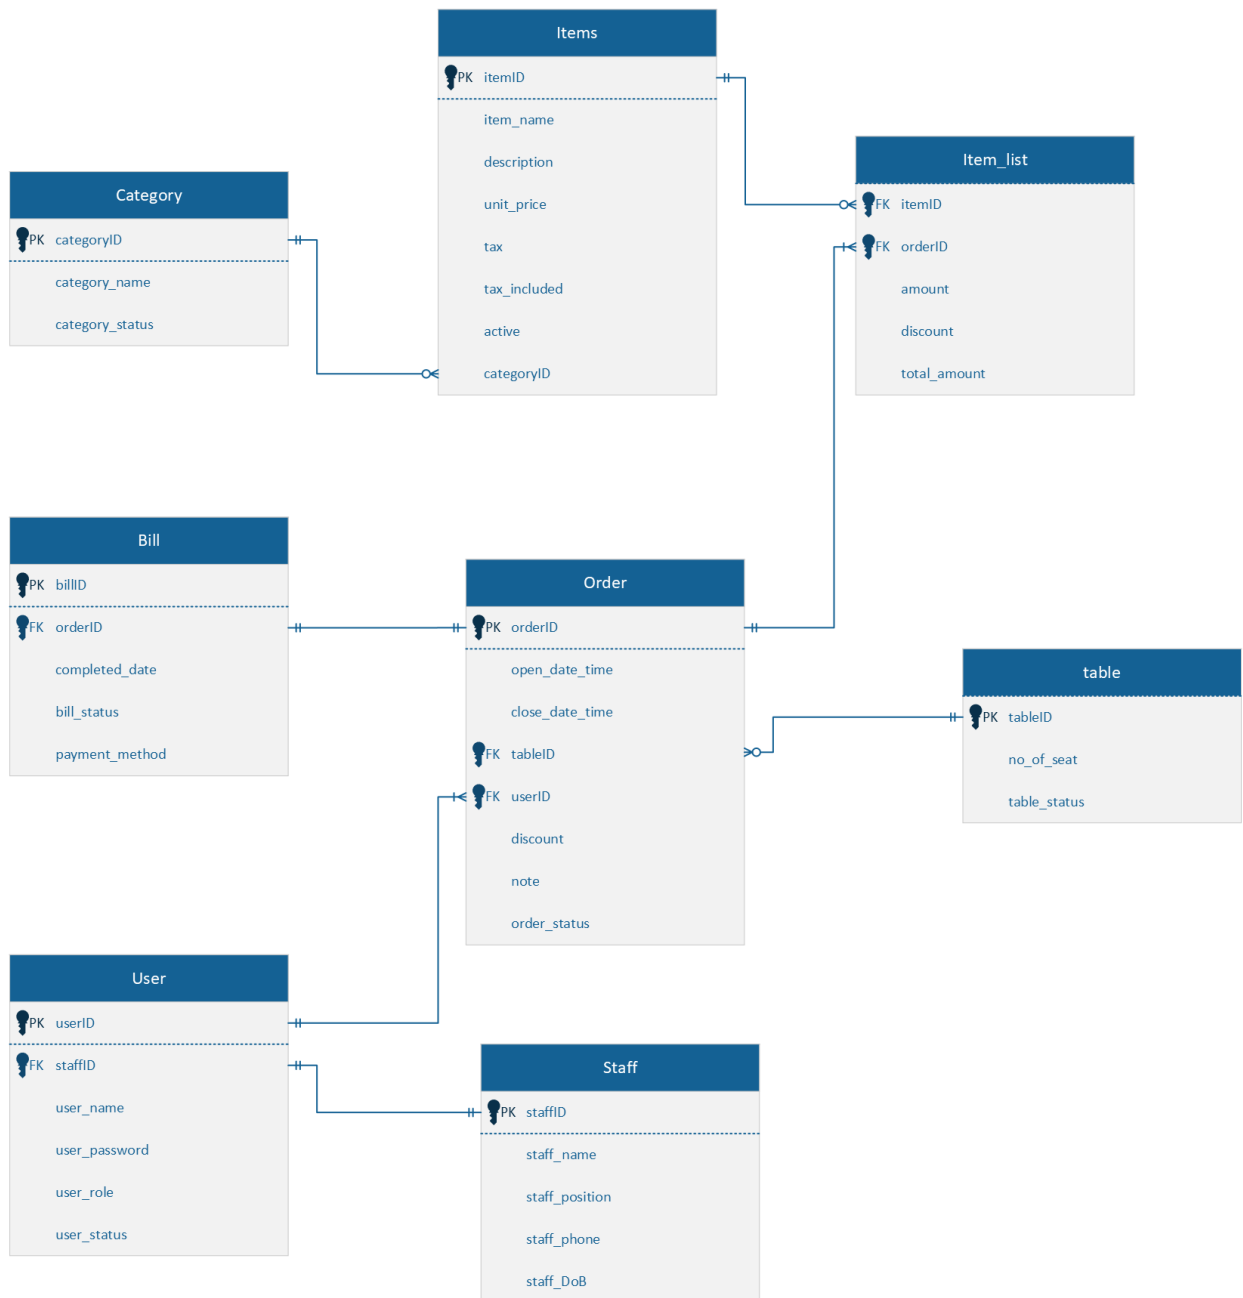 Items
PK itemID
item_name
description
unit_price
tax
tax_included
active
categoryID
Item_list
FK itemID
FK orderID
amount
discount
total_amount
Category
PK categoryID
category_name
category_status
Bill
PK billID
FK orderID
completed_date
bill_status
payment_method
Order
PK orderID
open_date_time
close_date_time
FK tableID
FK userID
discount
note
order_status
table
PK tableID
no_of_seat
table_status
User
PK userID
FK staffID
user_name
user_password
user_role
user_status
Staff
PK staffID
staff_name
staff_position
staff_phone
staff_DoB